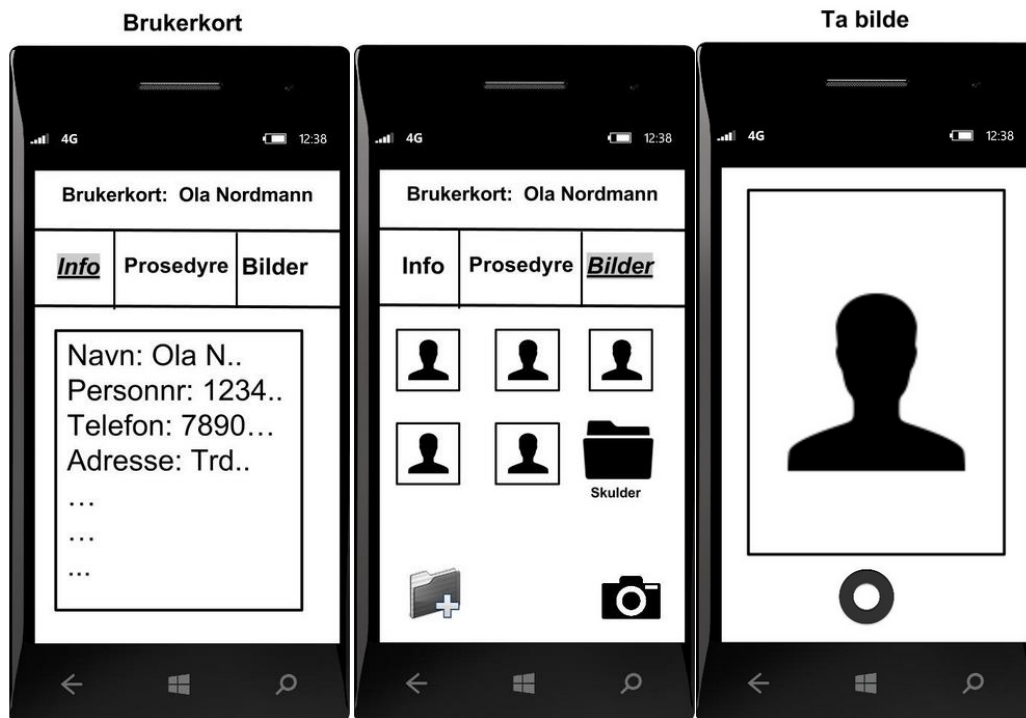 Brukerkort
4G 12:38
Brukerkort: Ola Nordmann
Info Prosedyre Bilder
Navn: Ola N..
Personnr: 1234..
Telefon: 7890...
Adresse: Trd..
...
...
...
4G 12:38
Brukerkort: Ola Nordmann
Info Prosedyre Bilder
Skulder
Ta bilde
4G 12:38